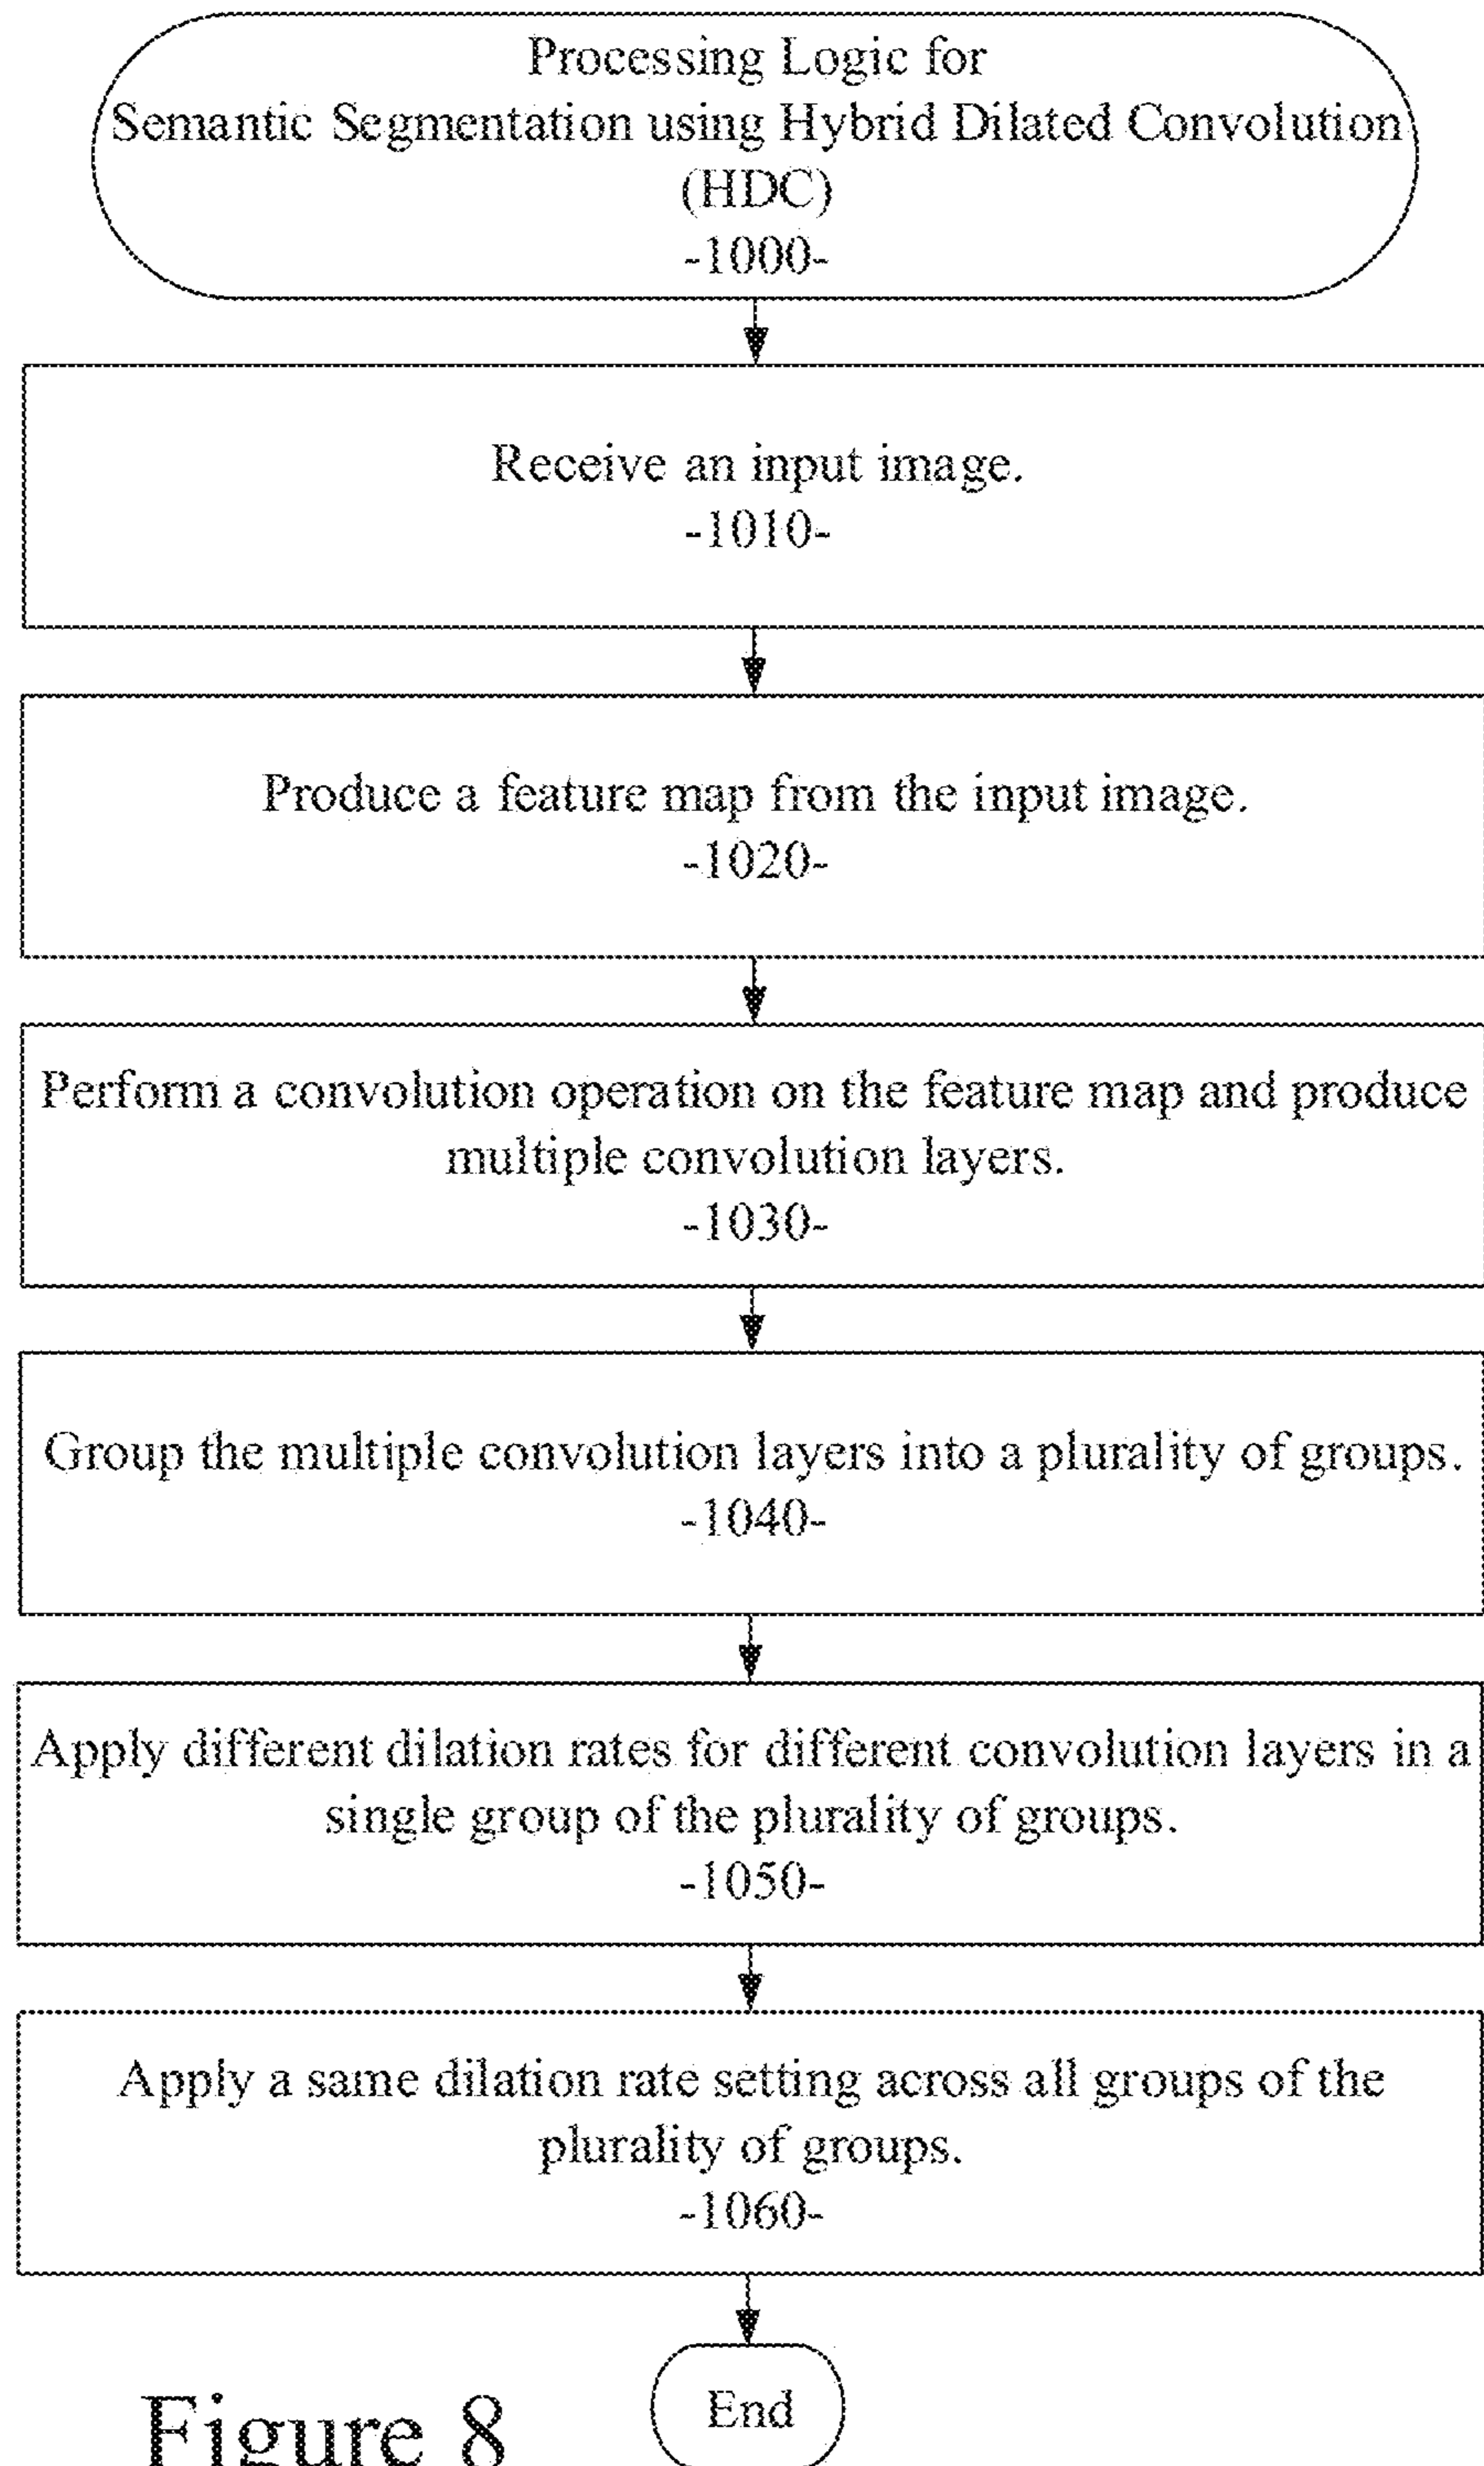 Processing Logic for
Semantic Segmentation using Hybrid Dilated Convolution
(HDC)
-1000-
Receive an input image.
-1010-
Produce a feature map from the input image.
-1020-
Perform a convolution operation on the feature map and produce
multiple convolution layers.
-1030-
Group the multiple convolution layers into a plurality of groups.
-1040-
Apply different dilation rates for different convolution layers in a
single group of the plurality of groups.
-1050-
Apply a same dilation rate setting across all groups of the
plurality of groups.
-1060-
End
Figure 8